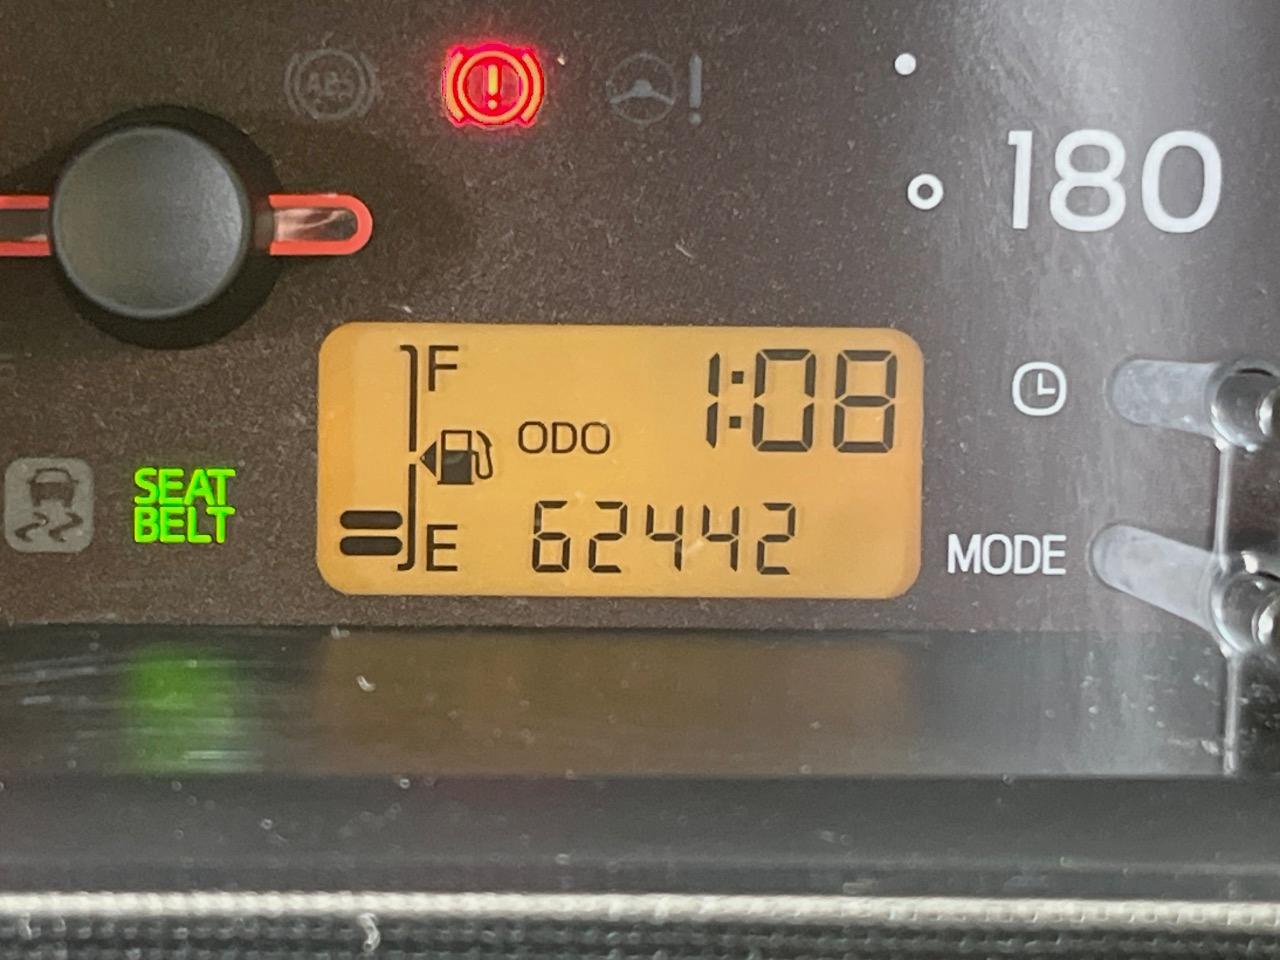 ABS ! !
180
F
1:08
ODO
SEAT
BELT
E
62442
MODE